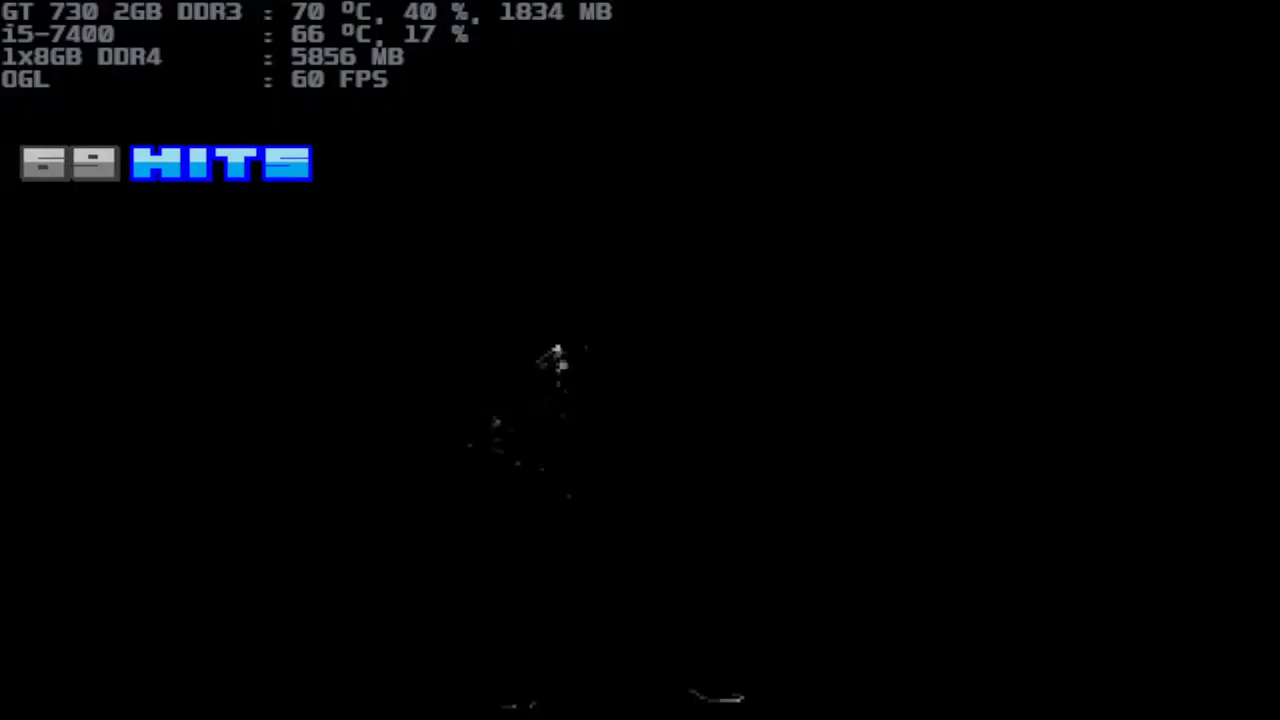 GT 730 2GB DDR3 : 70 ºC, 40 %, 1834 MB
i5-7400 : 66 ºC, 17 %
1x8GB DDR4 : 5856 MB
OGL : 60 FPS
69 HITS